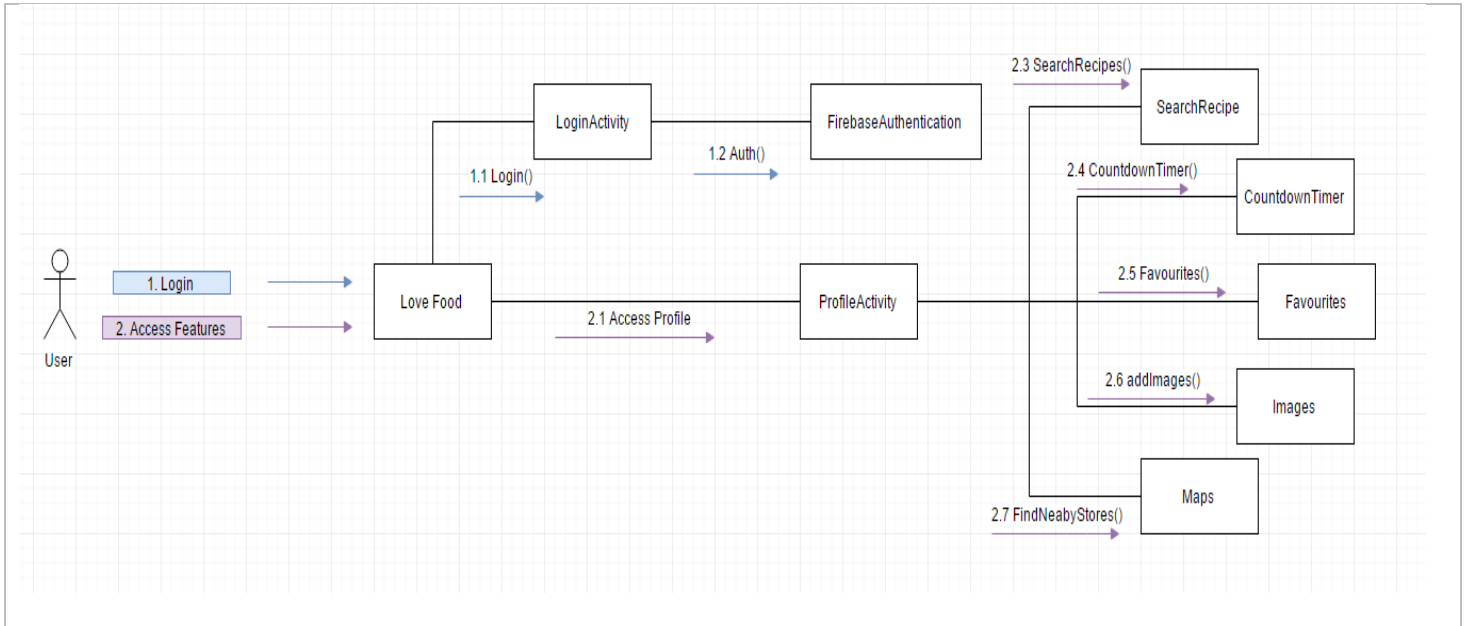 2.3 SearchRecipes()
SearchRecipe
LoginActivity
FirebaseAuthentication
1.2 Auth()
1.1 Login()
2.4 CountdownTimer()
CountdownTimer
1. Login
2. Access Features
User
Love Food
2.1 Access Profile
ProfileActivity
2.5 Favourites()
Favourites
2.6 addImages()
Images
Maps
2.7 FindNeabyStores()